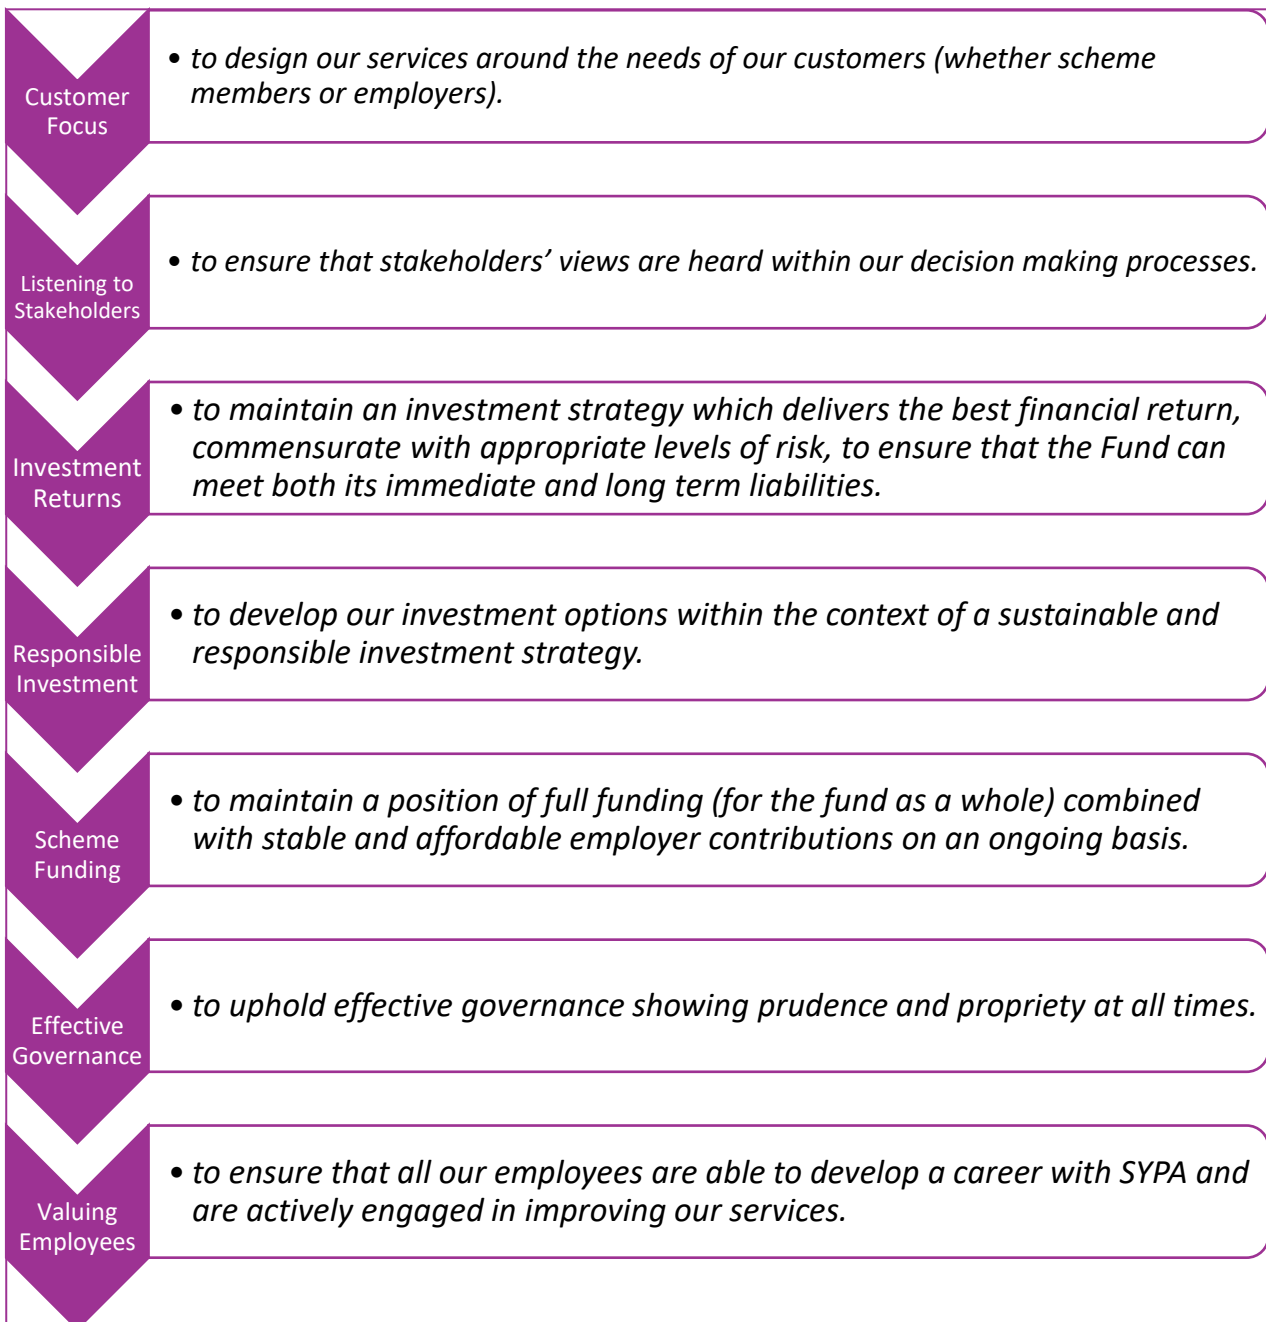 Customer
Focus
• to design our services around the needs of our customers (whether scheme
members or employers).
Listening to
Stakeholders
• to ensure that stakeholders’ views are heard within our decision making processes.
Investment
Returns
• to maintain an investment strategy which delivers the best financial return,
commensurate with appropriate levels of risk, to ensure that the Fund can
meet both its immediate and long term liabilities.
Responsible
Investment
• to develop our investment options within the context of a sustainable and
responsible investment strategy.
Scheme
Funding
• to maintain a position of full funding (for the fund as a whole) combined
with stable and affordable employer contributions on an ongoing basis.
Effective
Governance
• to uphold effective governance showing prudence and propriety at all times.
Valuing
Employees
• to ensure that all our employees are able to develop a career with SYPA and
are actively engaged in improving our services.